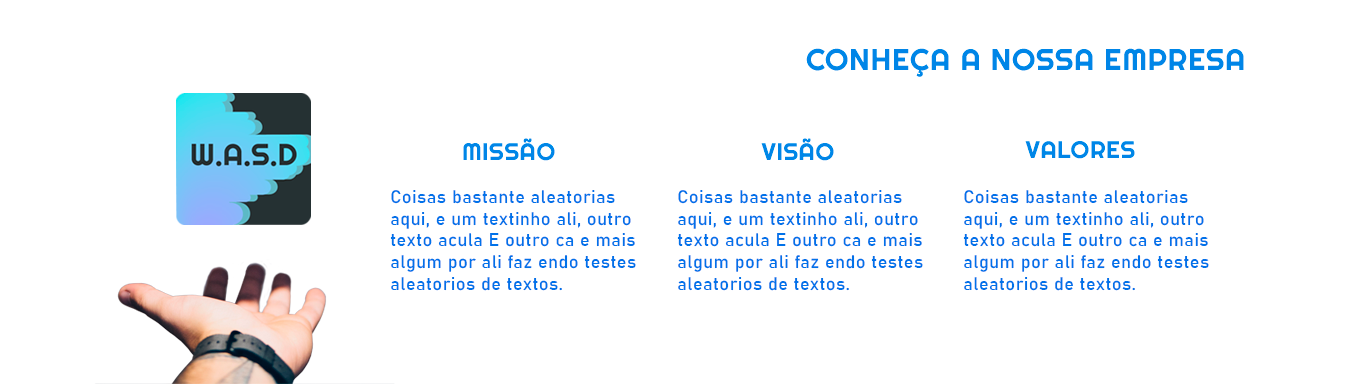 CONHEÇA A NOSSA EMPRESA
W.A.S.D
MISSÃO
Coisas bastante aleatorias
aqui, e um textinho ali, outro
texto acula E outro ca e mais
algum por ali faz endo testes
aleatorios de textos.
VISÃO
Coisas bastante aleatorias
aqui, e um textinho ali, outro
texto acula E outro ca e mais
algum por ali faz endo testes
aleatorios de textos.
VALORES
Coisas bastante aleatorias
aqui, e um textinho ali, outro
texto acula E outro ca e mais
algum por ali faz endo testes
aleatorios de textos.